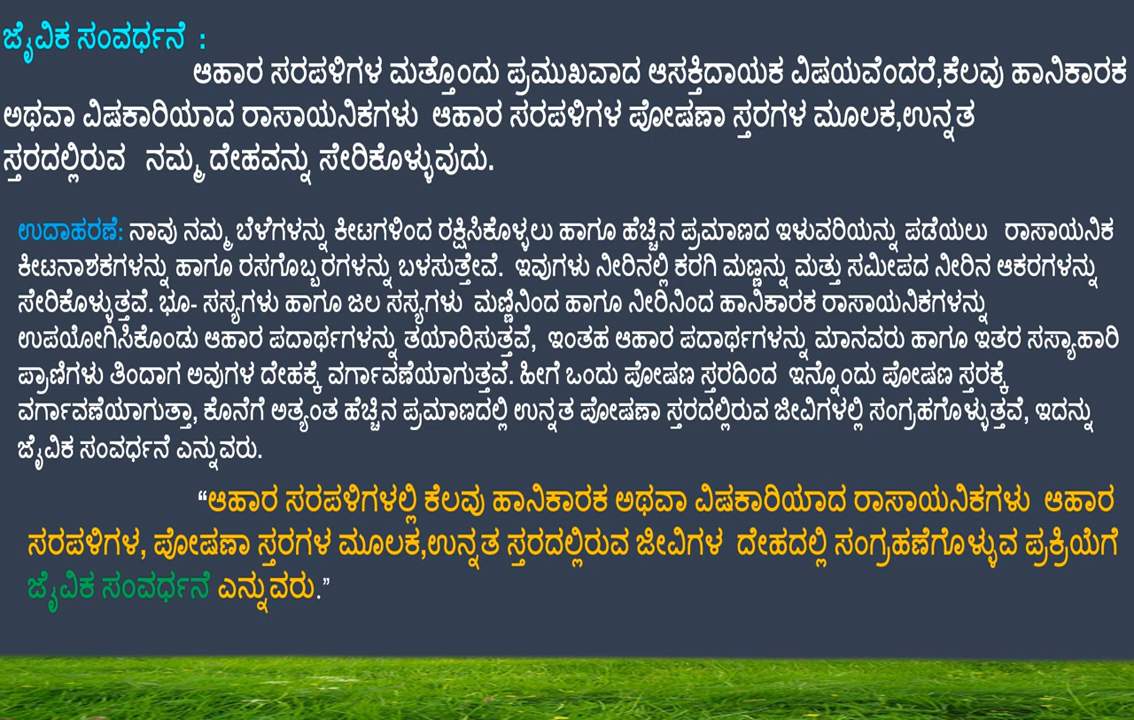 ಜೈವಿಕ ಸಂವರ್ಧನೆ :
ಆಹಾರ ಸರಪಳಿಗಳ ಮತ್ತೊಂದು ಪ್ರಮುಖವಾದ ಆಸಕ್ತಿದಾಯಕ ವಿಷಯವೆಂದರೆ,ಕೆಲವು ಹಾನಿಕಾರಕ
ಅಥವಾ ವಿಷಕಾರಿಯಾದ ರಾಸಾಯನಿಕಗಳು ಆಹಾರ ಸರಪಳಿಗಳ ಪೋಷಣಾ ಸ್ತರಗಳ ಮೂಲಕ,ಉನ್ನತ
ಸ್ತರದಲ್ಲಿರುವ ನಮ್ಮ ದೇಹವನ್ನು ಸೇರಿಕೊಳ್ಳುವುದು.
ಉದಾಹರಣೆ: ನಾವು ನಮ್ಮ ಬೆಳೆಗಳನ್ನು ಕೀಟಗಳಿಂದ ರಕ್ಷಿಸಿಕೊಳ್ಳಲು ಹಾಗೂ ಹೆಚ್ಚಿನ ಪ್ರಮಾಣದ ಇಳುವರಿಯನ್ನು ಪಡೆಯಲು ರಾಸಾಯನಿಕ
ಕೀಟನಾಶಕಗಳನ್ನು ಹಾಗೂ ರಸಗೊಬ್ಬರಗಳನ್ನು ಬಳಸುತ್ತೇವೆ. ಇವುಗಳು ನೀರಿನಲ್ಲಿ ಕರಗಿ ಮಣ್ಣನ್ನು ಮತ್ತು ಸಮೀಪದ ನೀರಿನ ಆಕರಗಳನ್ನು
ಸೇರಿಕೊಳ್ಳುತ್ತವೆ. ಭೂ- ಸಸ್ಯಗಳು ಹಾಗೂ ಜಲ ಸಸ್ಯಗಳು ಮಣ್ಣಿನಿಂದ ಹಾಗೂ ನೀರಿನಿಂದ ಹಾನಿಕಾರಕ ರಾಸಾಯನಿಕಗಳನ್ನು
ಉಪಯೋಗಿಸಿಕೊಂಡು ಆಹಾರ ಪದಾರ್ಥಗಳನ್ನು ತಯಾರಿಸುತ್ತವೆ, ಇಂತಹ ಆಹಾರ ಪದಾರ್ಥಗಳನ್ನು ಮಾನವರು ಹಾಗೂ ಇತರ ಸಸ್ಯಾಹಾರಿ
ಪ್ರಾಣಿಗಳು ತಿಂದಾಗ ಅವುಗಳ ದೇಹಕ್ಕೆ ವರ್ಗಾವಣೆಯಾಗುತ್ತವೆ. ಹೀಗೆ ಒಂದು ಪೋಷಣ ಸ್ತರದಿಂದ ಇನ್ನೊಂದು ಪೋಷಣ ಸ್ತರಕ್ಕೆ
ವರ್ಗಾವಣೆಯಾಗುತ್ತಾ, ಕೊನೆಗೆ ಅತ್ಯಂತ ಹೆಚ್ಚಿನ ಪ್ರಮಾಣದಲ್ಲಿ ಉನ್ನತ ಪೋಷಣಾ ಸ್ತರದಲ್ಲಿರುವ ಜೀವಿಗಳಲ್ಲಿ ಸಂಗ್ರಹಗೊಳ್ಳುತ್ತವೆ, ಇದನ್ನು
ಜೈವಿಕ ಸಂವರ್ಧನೆ ಎನ್ನುವರು.
“ಆಹಾರ ಸರಪಳಿಗಳಲ್ಲಿ ಕೆಲವು ಹಾನಿಕಾರಕ ಅಥವಾ ವಿಷಕಾರಿಯಾದ ರಾಸಾಯನಿಕಗಳು ಆಹಾರ
ಸರಪಳಿಗಳ, ಪೋಷಣಾ ಸ್ತರಗಳ ಮೂಲಕ,ಉನ್ನತ ಸ್ತರದಲ್ಲಿರುವ ಜೀವಿಗಳ ದೇಹದಲ್ಲಿ ಸಂಗ್ರಹಣೆಗೊಳ್ಳುವ ಪ್ರಕ್ರಿಯೆಗೆ
ಜೈವಿಕ ಸಂವರ್ಧನೆ ಎನ್ನುವರು.”